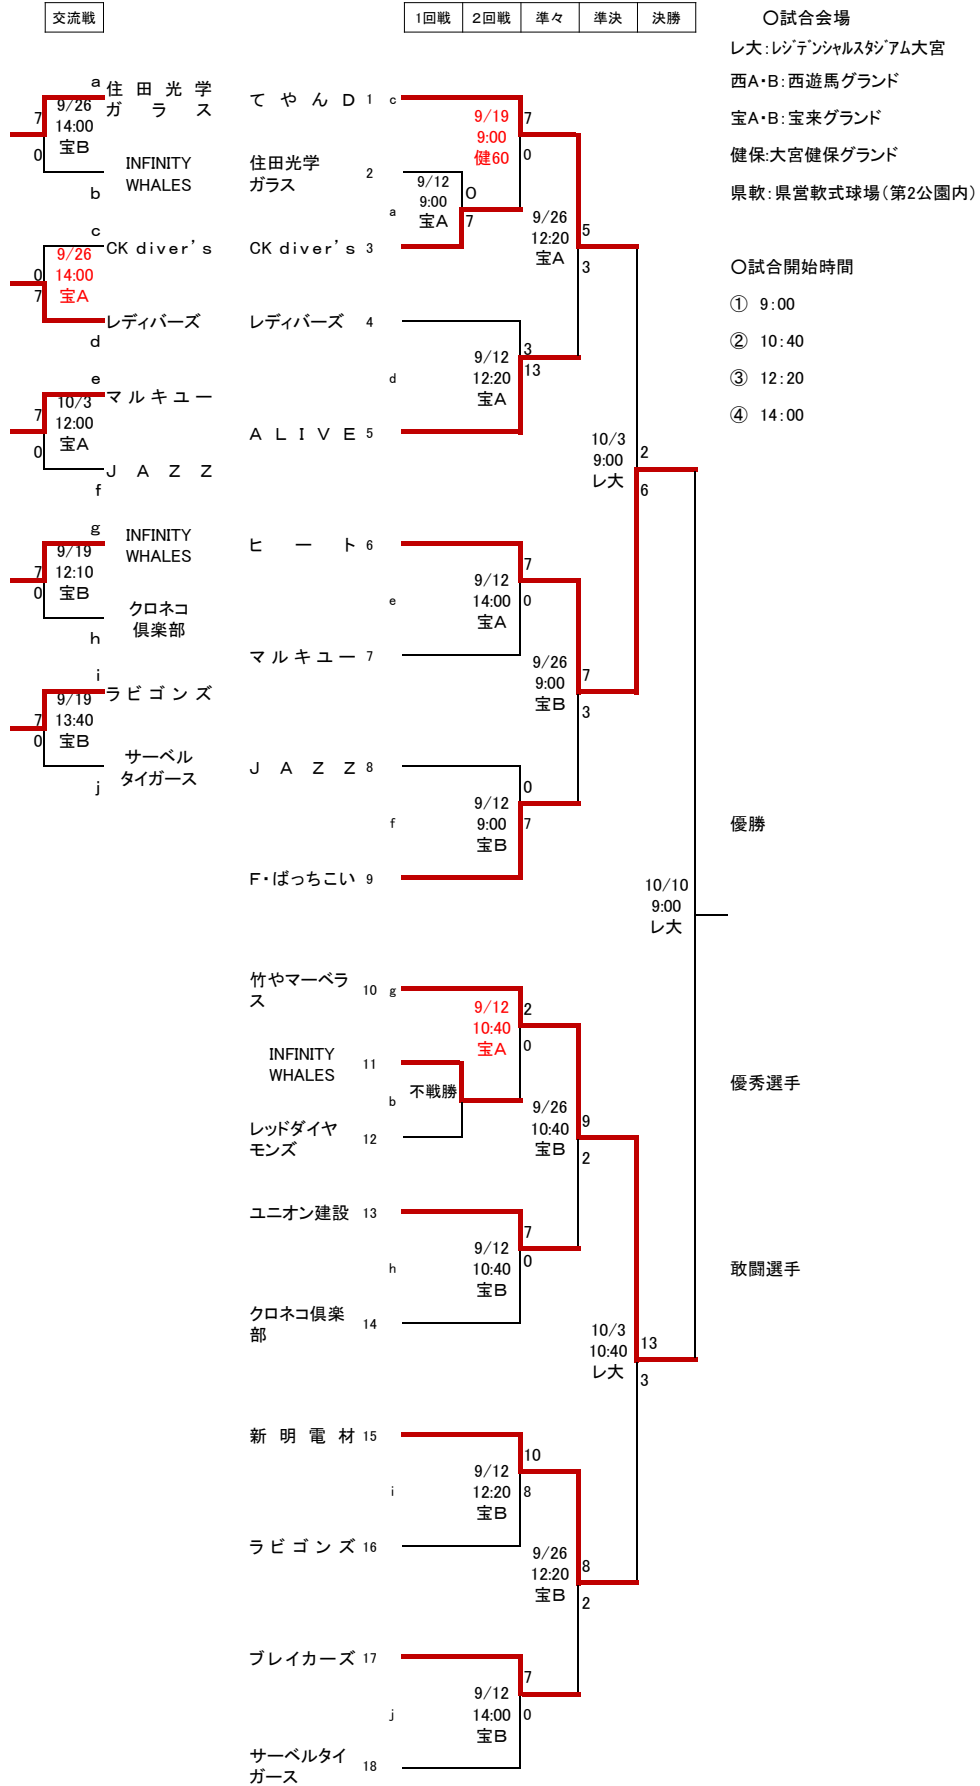 交流戦
1回戦 2回戦 準々 準決 決勝
〇試合会場
レ大：レジデンシャルスタジアム大宮
西A・B：西遊馬グランド
宝A・B：宝来グランド
健保:大宮健保グランド
県軟：県営軟式球場（第2公園内）
〇試合開始時間
① 9:00
② 10:40
③ 12:20
④ 14:00
a
住田光学
ガラス
7
9/26
14:00
宝B
0
INFINITY
WHALES
b
c
CK diver's
0
9/26
14:00
宝A
7
レディバーズ
d
e
マルキユー
7
10/3
12:00
宝A
0
JAZZ
f
g
INFINITY
WHALES
7
9/19
12:10
宝B
0
クロネコ
倶楽部
h
i
ラビゴンズ
7
9/19
13:40
宝B
0
サーベル
タイガース
j
てやんD 1 c
9/19
9:00
健60
7
0
住田光学
ガラス
2
a
9/12
9:00
宝A
0
7
CK diver's 3
9/26
12:20
宝A
5
3
レディバーズ 4
d
9/12
12:20
宝A
3
13
ALIVE 5
10/3
9:00
レ大
2
6
ヒート 6
e
9/12
14:00
宝A
7
0
マルキユー 7
9/26
9:00
宝B
7
3
JAZZ 8
f
9/12
9:00
宝B
0
7
F・ばっちこい 9
優勝
10/10
9:00
レ大
竹やマーベラ
ス
10 g
9/12
10:40
宝A
2
0
INFINITY
WHALES
11
b
不戦勝
レッドダイヤ
モンズ
12
9/26
10:40
宝B
9
2
優秀選手
ユニオン建設 13
h
9/12
10:40
宝B
7
0
クロネコ倶楽
部
14
敢闘選手
10/3
10:40
レ大
13
3
新明電材 15
i
9/12
12:20
宝B
10
8
ラビゴンズ 16
9/26
12:20
宝B
8
2
ブレイカーズ 17
j
9/12
14:00
宝B
7
0
サーベルタイ
ガース
18